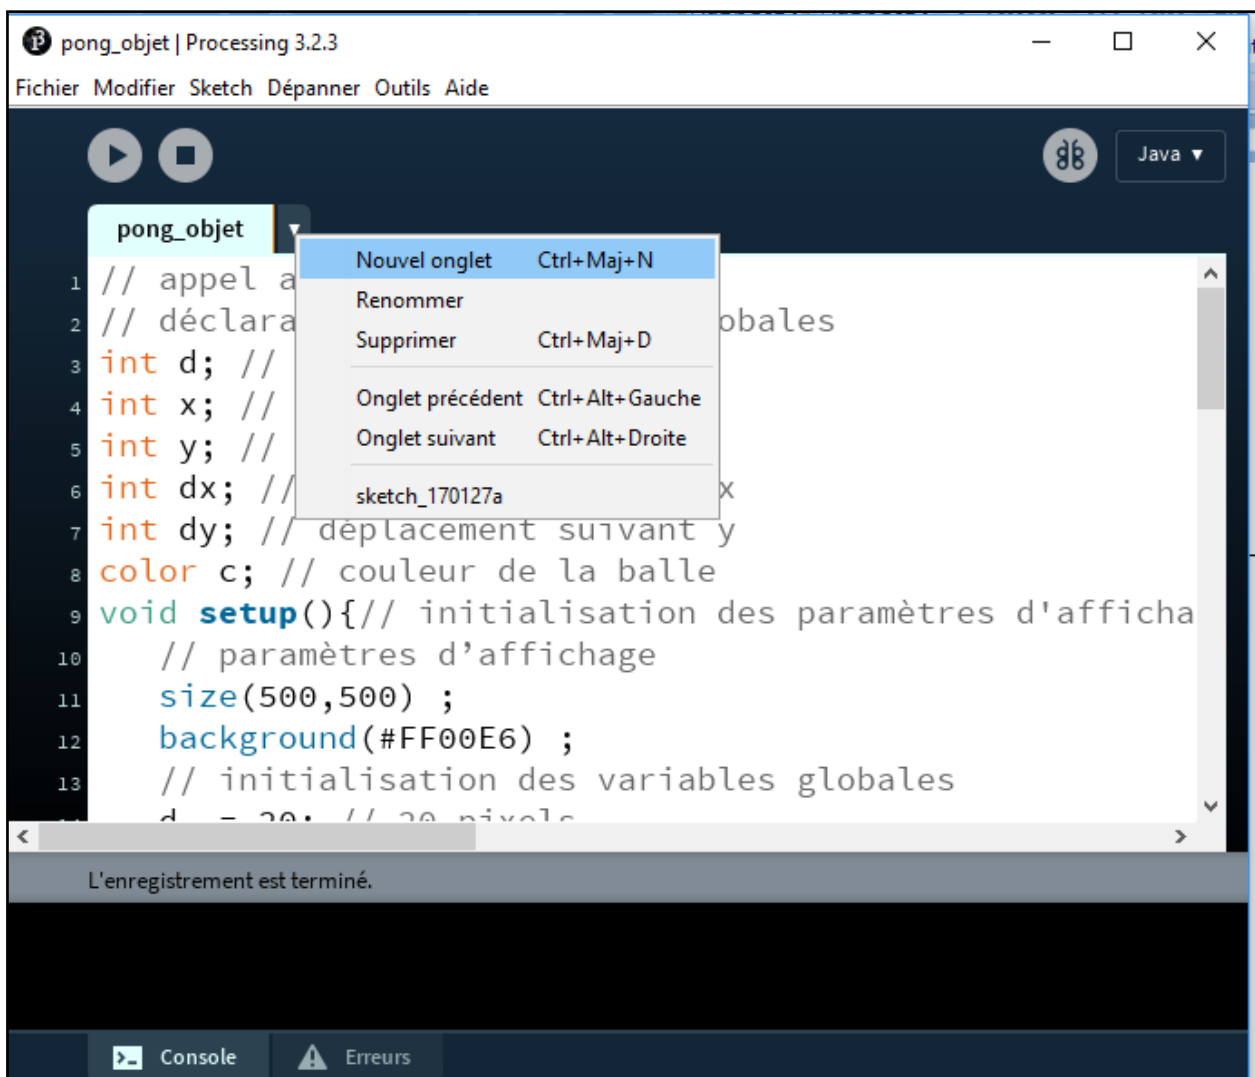 pong_objet | Processing 3.2.3
Fichier Modifier Sketch Dépanner Outils Aide
Java
pong_objet
Nouvel onglet Ctrl+Maj+N
Renommer
Supprimer Ctrl+Maj+D
Onglet précédent Ctrl+Alt+Gauche
Onglet suivant Ctrl+Alt+Droite
sketch_170127a
1 // appel a
2 // déclara obales
3 int d; //
4 int x; //
5 int y; //
6 int dx; // x
7 int dy; // déplacement suivant y
8 color c; // couleur de la balle
9 void setup(){// initialisation des paramètres d'afficha
10 // paramètres d’affichage
11 size(500,500) ;
12 background(#FF00E6) ;
13 // initialisation des variables globales
d = 20; // 20 pixels
L'enregistrement est terminé.
Console Erreurs